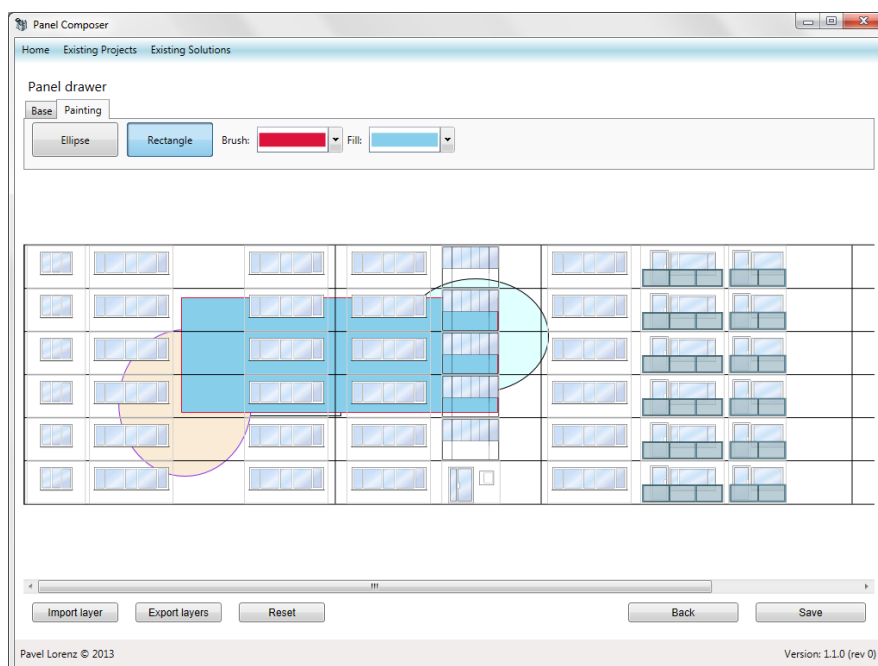 Panel Composer
Home Existing Projects Existing Solutions
Panel drawer
Base Painting
Ellipse Rectangle Brush: Fill:
Import layer Export layers Reset Back Save
Pavel Lorenz © 2013 Version: 1.1.0 (rev 0)